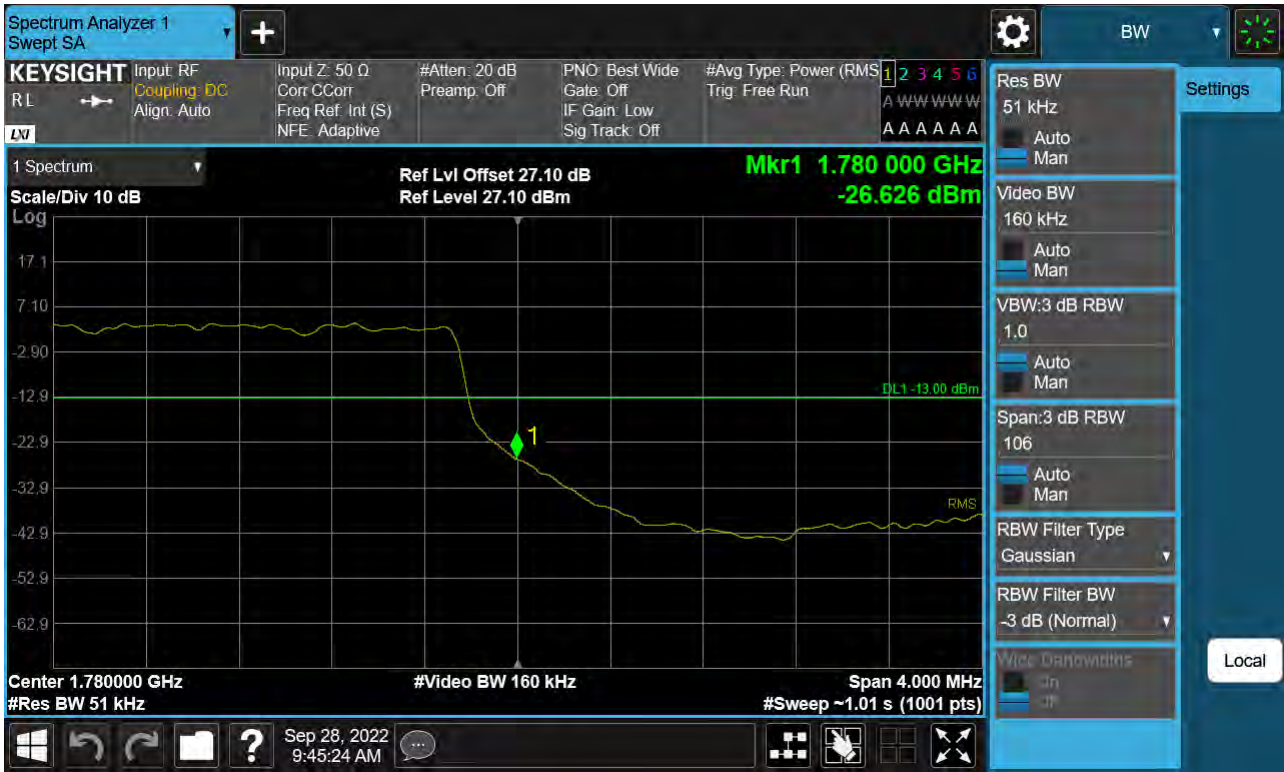 Spectrum Analyzer 1
Swept SA
BW
KEYSIGHT
RL
LXI
Input: RF
Coupling: DC
Align: Auto
Input Z: 50 Ω
Corr CCorr
Freq Ref: Int (S)
NFE: Adaptive
#Atten: 20 dB
Preamp: Off
PNO: Best Wide
Gate: Off
IF Gain: Low
Sig Track: Off
#Avg Type: Power (RMS
Trig: Free Run
1 2 3 4 5 6
A W W W W W
A A A A A A
1 Spectrum
Scale/Div 10 dB
Log
Ref Lvl Offset 27.10 dB
Ref Level 27.10 dBm
Mkr1 1.780 000 GHz
-26.626 dBm
17.1
7.10
-2.90
-12.9
-22.9
-32.9
-42.9
-52.9
-62.9
DL1 -13.00 dBm
1
RMS
Center 1.780000 GHz
#Res BW 51 kHz
#Video BW 160 kHz
Span 4.000 MHz
#Sweep ~1.01 s (1001 pts)
Res BW
51 kHz
Auto
Man
Video BW
160 kHz
Auto
Man
VBW:3 dB RBW
1.0
Auto
Man
Span:3 dB RBW
106
Auto
Man
RBW Filter Type
Gaussian
RBW Filter BW
-3 dB (Normal)
Settings
Local
?
Sep 28, 2022
9:45:24 AM